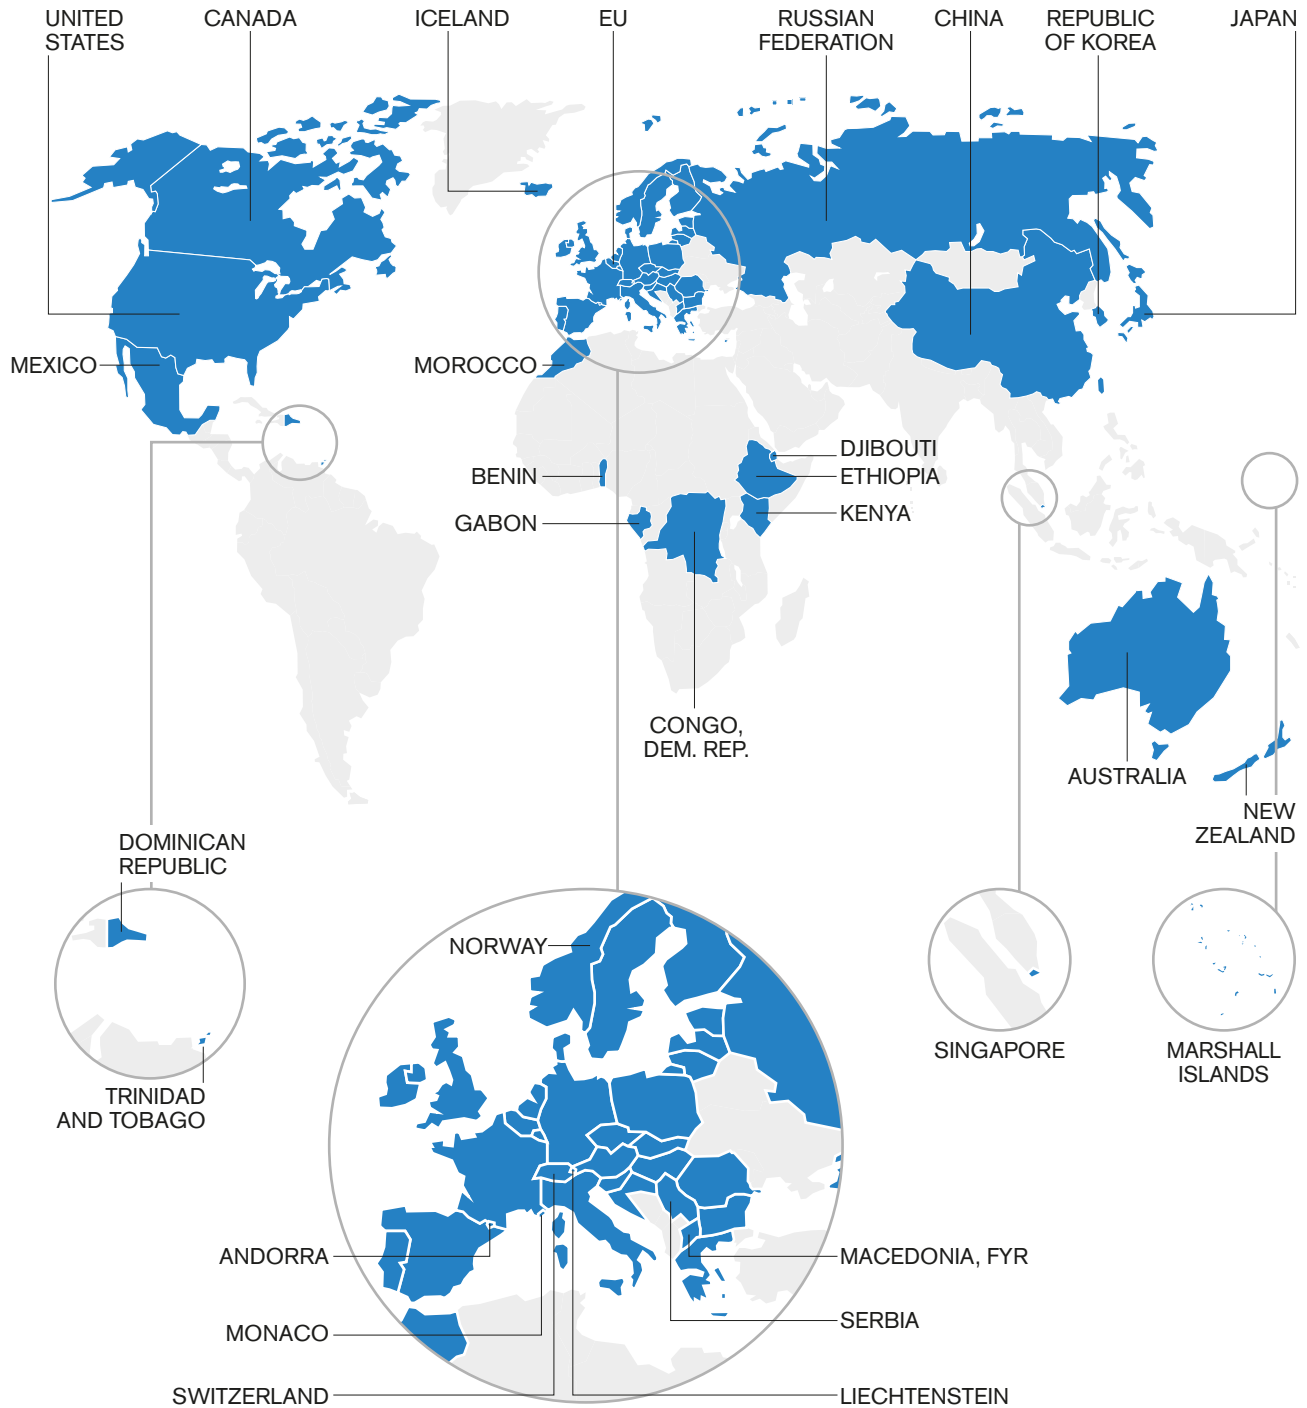 UNITED
STATES
CANADA
ICELAND
EU
RUSSIAN
FEDERATION
CHINA
REPUBLIC
OF KOREA
JAPAN
MEXICO
MOROCCO
DJIBOUTI
BENIN
ETHIOPIA
GABON
KENYA
CONGO,
DEM. REP.
AUSTRALIA
NEW
ZEALAND
DOMINICAN
REPUBLIC
NORWAY
SINGAPORE
MARSHALL
ISLANDS
TRINIDAD
AND TOBAGO
ANDORRA
MACEDONIA, FYR
SERBIA
MONACO
SWITZERLAND
LIECHTENSTEIN